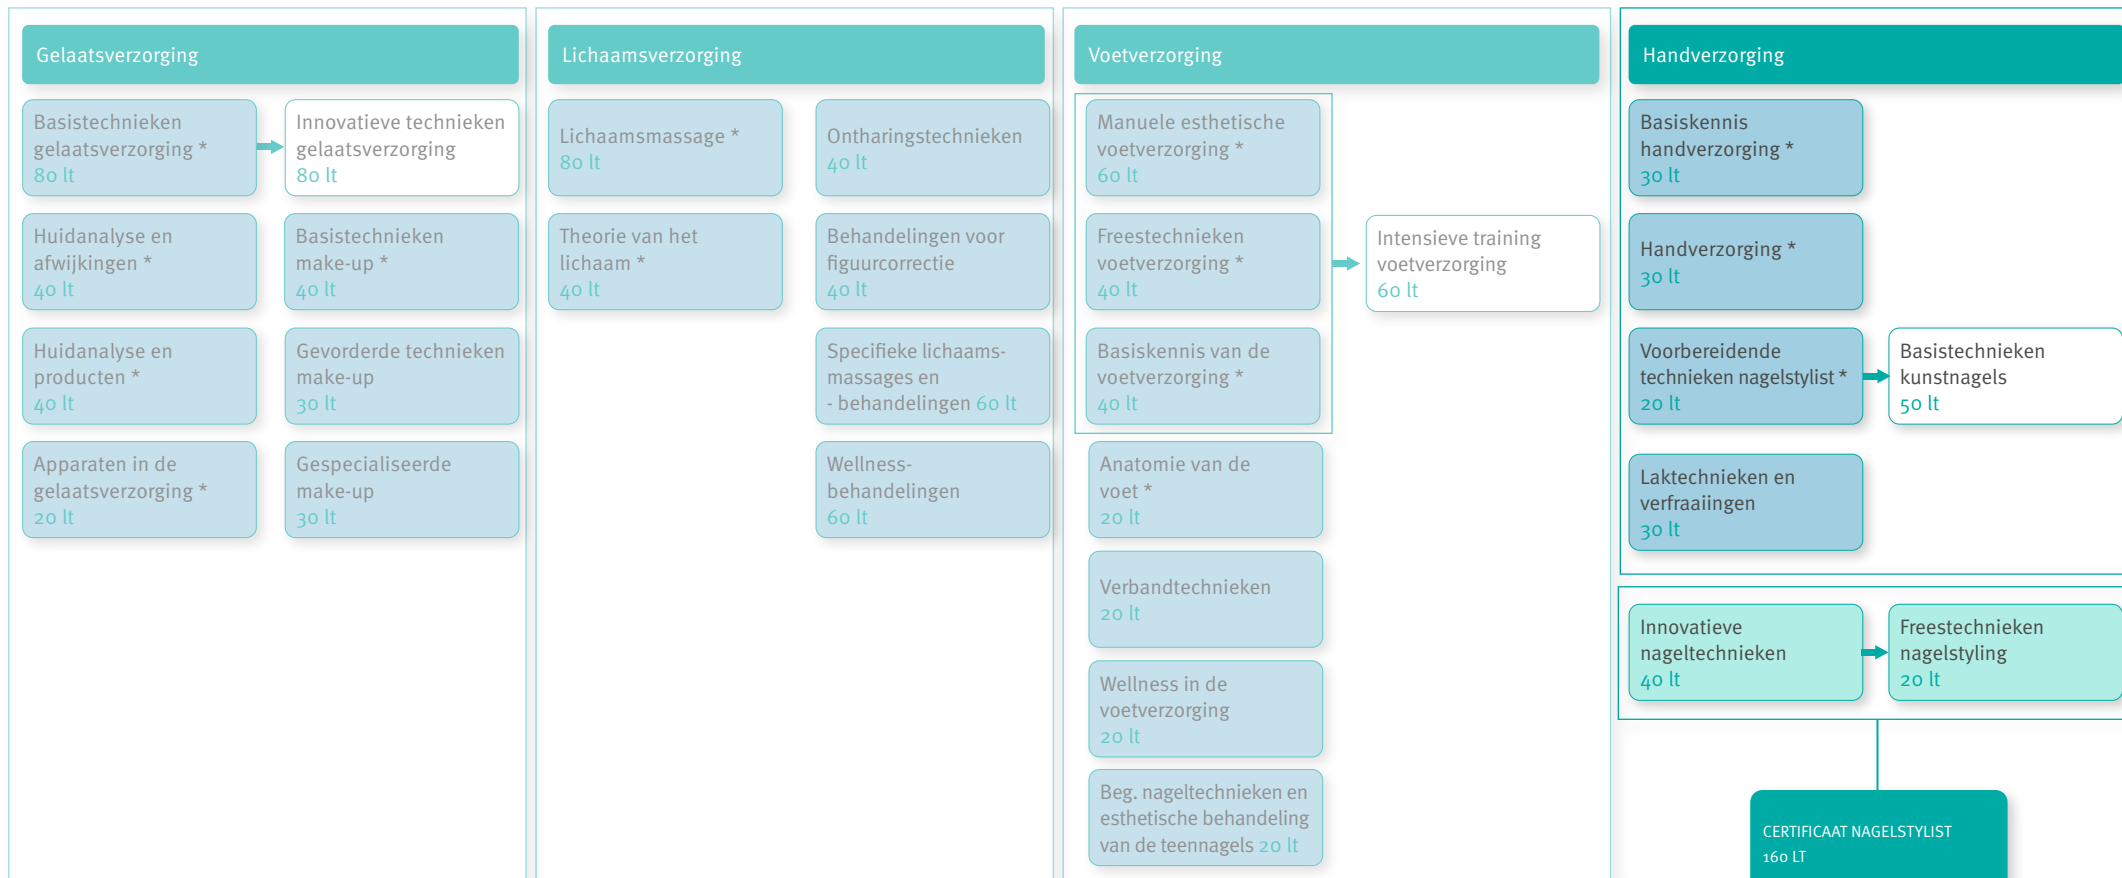 Gelaatsverzorging
Basistechnieken
gelaatsverzorging *
80 lt
Innovatieve technieken
gelaatsverzorging
80 lt
Huidanalyse en
afwijkingen *
40 lt
Basistechnieken
make-up *
40 lt
Huidanalyse en
producten *
40 lt
Gevorderde technieken
make-up
30 lt
Apparaten in de
gelaatsverzorging *
20 lt
Gespecialiseerde
make-up
30 lt
Lichaamsverzorging
Lichaamsmassage *
80 lt
Ontharingstechnieken
40 lt
Theorie van het
lichaam *
40 lt
Behandelingen voor
figuurcorrectie
40 lt
Specifieke lichaams-
massages en
- behandelingen 60 lt
Wellness-
behandelingen
60 lt
Voetverzorging
Manuele esthetische
voetverzorging *
60 lt
Freestechnieken
voetverzorging *
40 lt
Basiskennis van de
voetverzorging *
40 lt
Intensieve training
voetverzorging
60 lt
Anatomie van de
voet *
20 lt
Verbandtechnieken
20 lt
Wellness in de
voetverzorging
20 lt
Beg. nageltechnieken en
esthetische behandeling
van de teennagels 20 lt
Handverzorging
Basiskennis
handverzorging *
30 lt
Handverzorging *
30 lt
Voorbereidende
technieken nagelstylist *
20 lt
Basistechnieken
kunstnagels
50 lt
Laktechnieken en
verfraaiingen
30 lt
Innovatieve
nageltechnieken
40 lt
Freestechnieken
nagelstyling
20 lt
CERTIFICAAT NAGELSTYLIST
160 LT